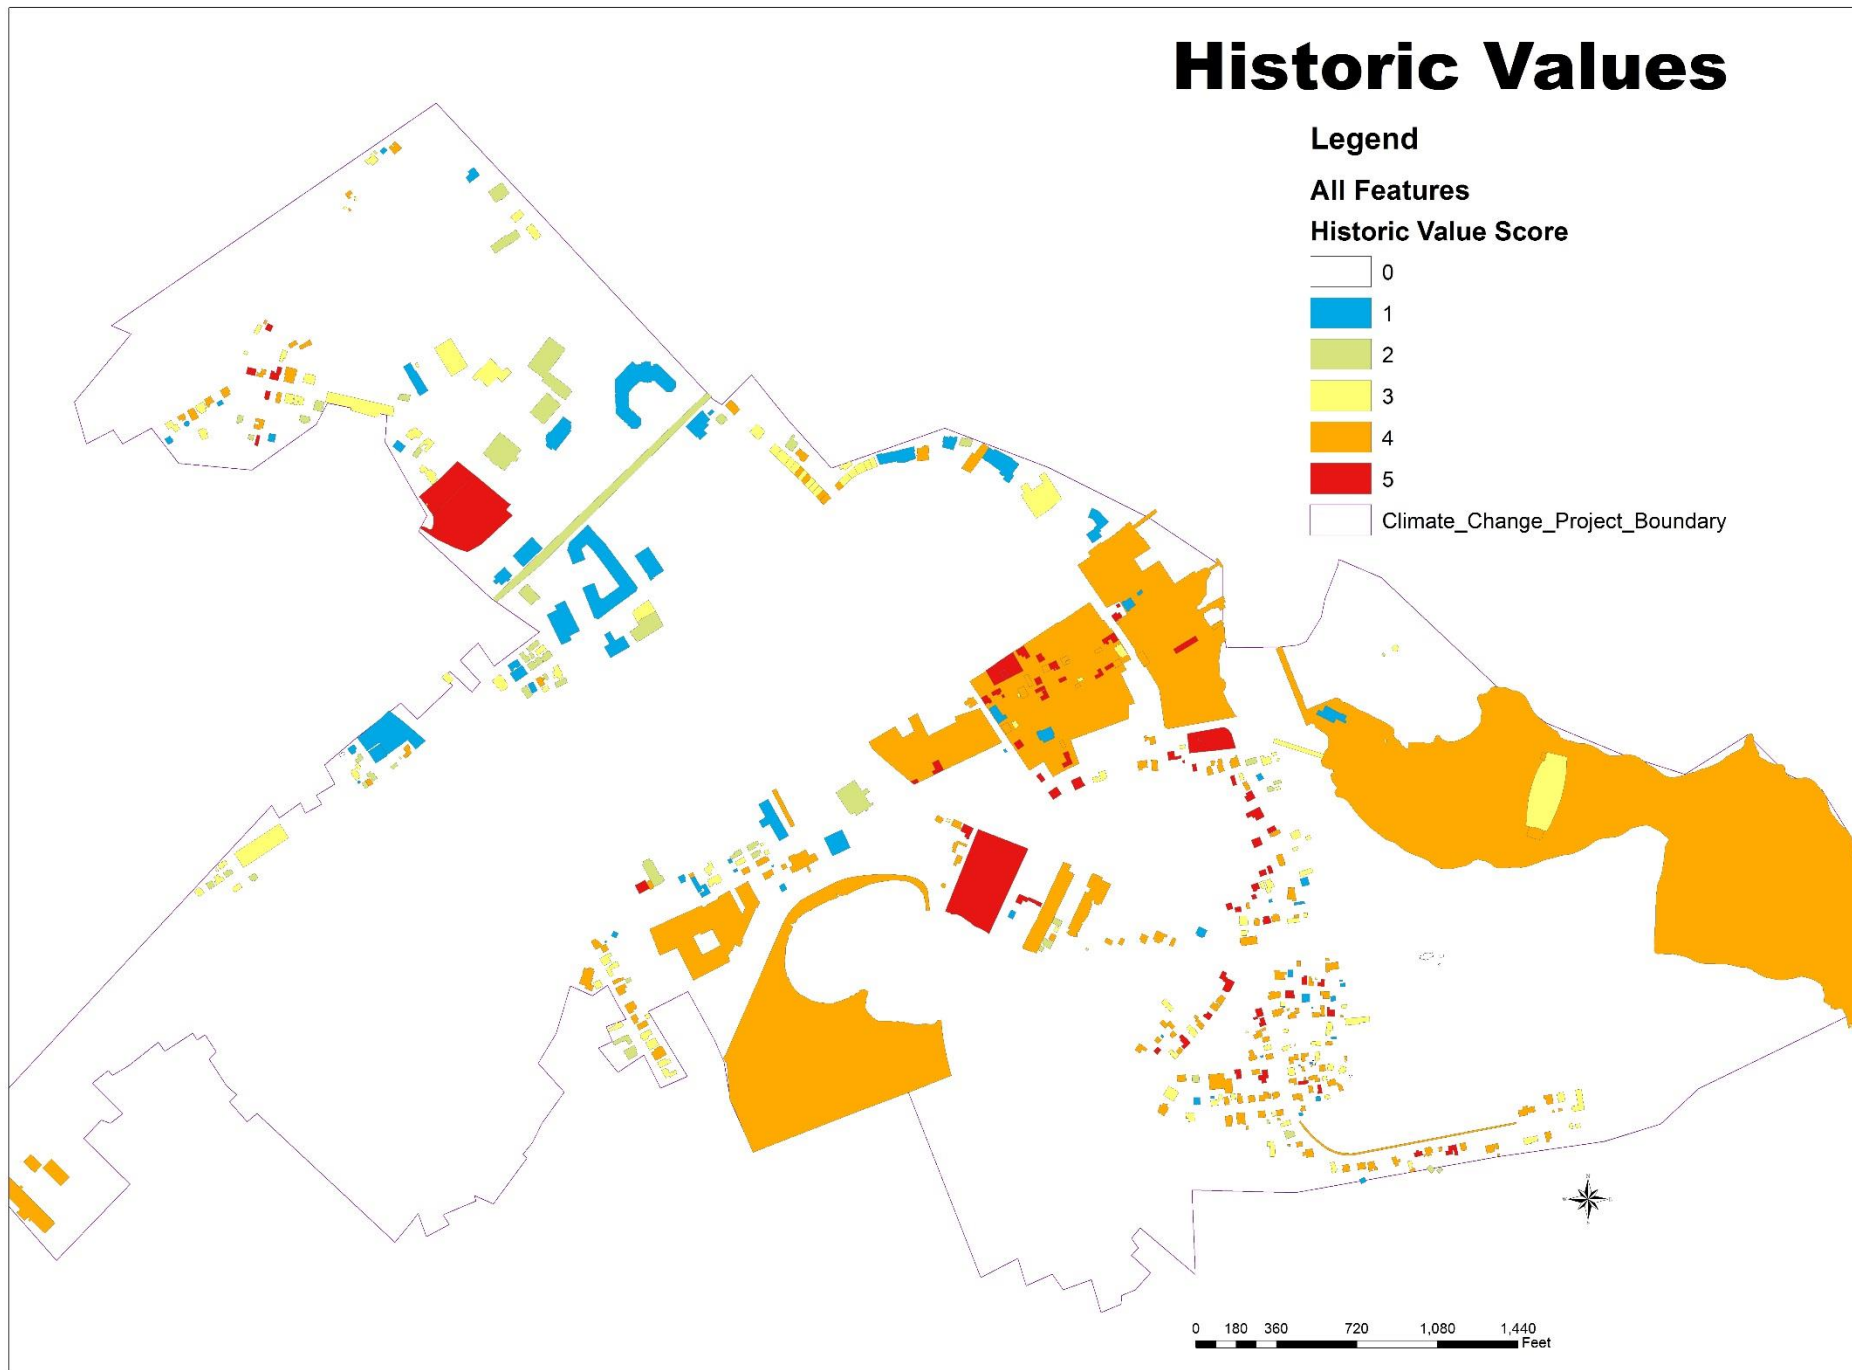 Historic Values
Legend
All Features
Historic Value Score
0
1
2
3
4
5
Climate_Change_Project_Boundary
N
0 180 360 720 1,080 1,440
Feet